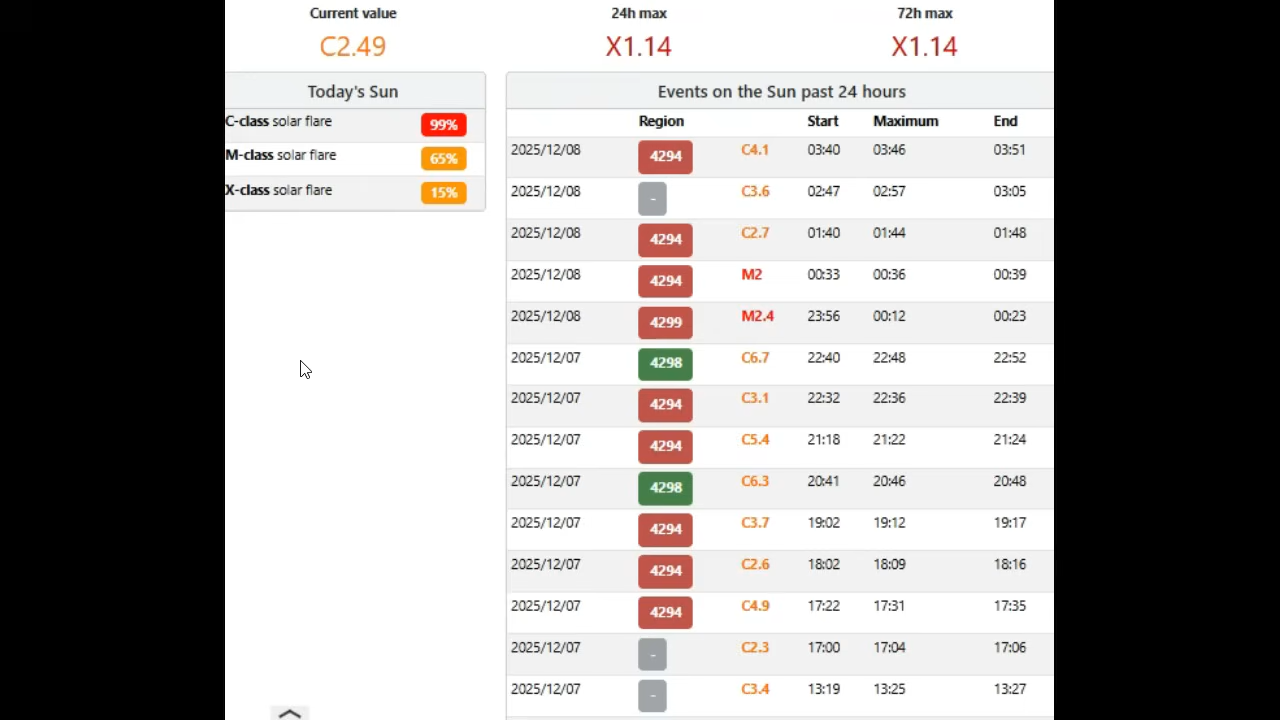 Current value 24h max 72h max
C2.49 X1.14 X1.14
Today's Sun
C-class solar flare 99%
M-class solar flare 65%
X-class solar flare 15%
Events on the Sun past 24 hours
Region Start Maximum End
2025/12/08 4294 C4.1 03:40 03:46 03:51
2025/12/08 - C3.6 02:47 02:57 03:05
2025/12/08 4294 C2.7 01:40 01:44 01:48
2025/12/08 4294 M2 00:33 00:36 00:39
2025/12/08 4299 M2.4 23:56 00:12 00:23
2025/12/07 4298 C6.7 22:40 22:48 22:52
2025/12/07 4294 C3.1 22:32 22:36 22:39
2025/12/07 4294 C5.4 21:18 21:22 21:24
2025/12/07 4298 C6.3 20:41 20:46 20:48
2025/12/07 4294 C3.7 19:02 19:12 19:17
2025/12/07 4294 C2.6 18:02 18:09 18:16
2025/12/07 4294 C4.9 17:22 17:31 17:35
2025/12/07 - C2.3 17:00 17:04 17:06
2025/12/07 - C3.4 13:19 13:25 13:27